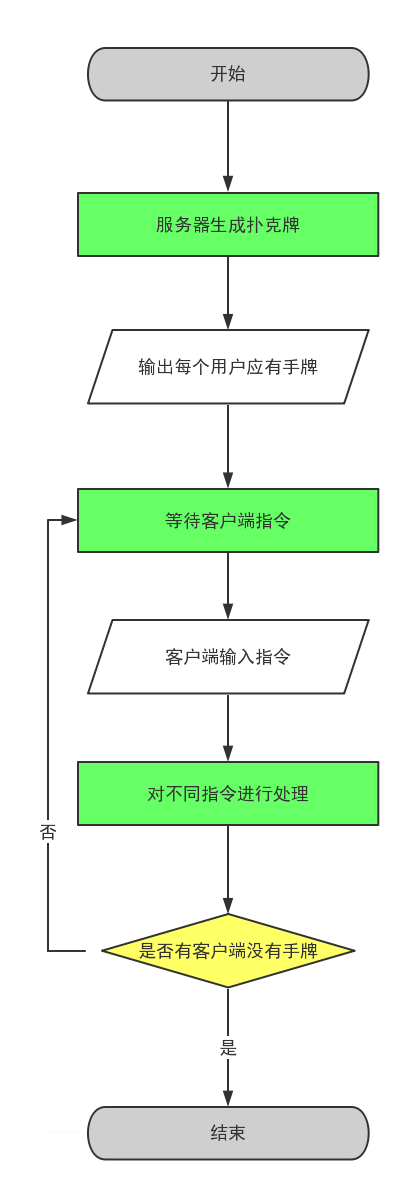 开始
服务器生成扑克牌
输出每个用户应有手牌
等待客户端指令
客户端输入指令
对不同指令进行处理
否
是否有客户端没有手牌
是
结束